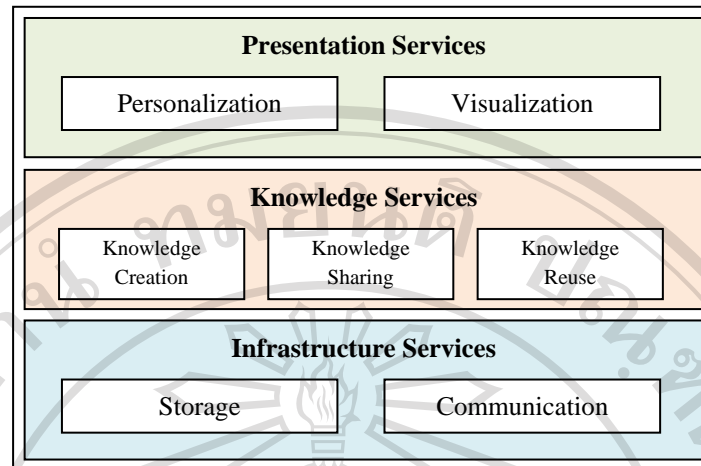 Presentation Services
Personalization Visualization
Knowledge Services
Knowledge Knowledge Knowledge
Creation Sharing Reuse
Infrastructure Services
Storage Communication